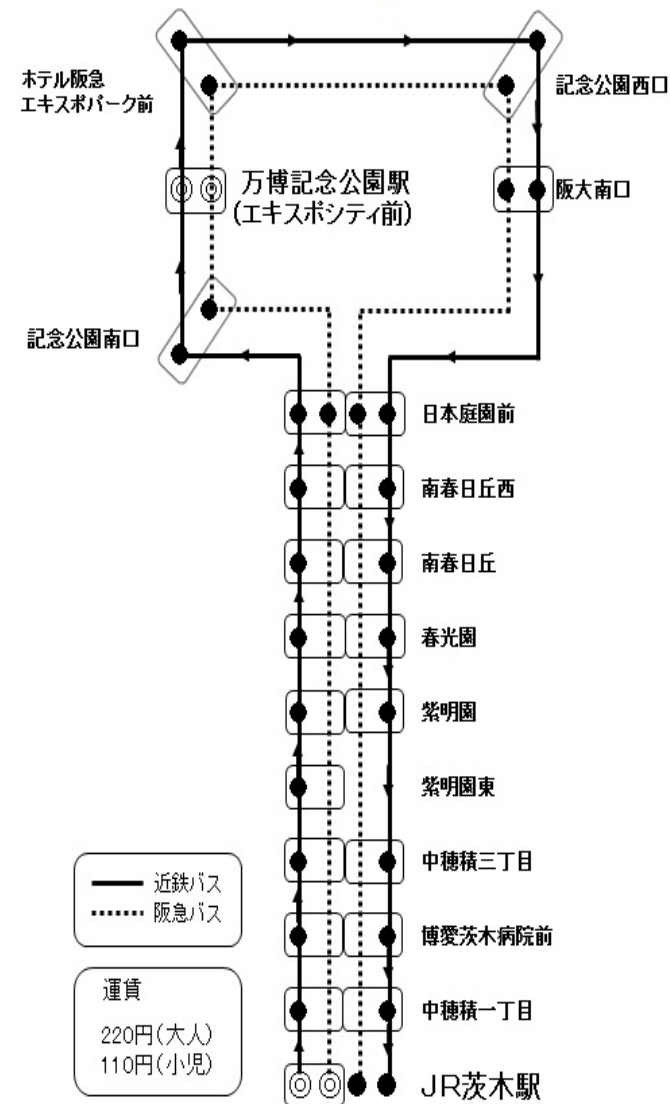 ホテル阪急
エキスポパーク前
記念公園西口
万博記念公園駅
(エキスポシティ前)
阪大南口
記念公園南口
日本庭園前
南春日丘西
南春日丘
春光園
紫明園
紫明園東
中穂積三丁目
近鉄バス
阪急バス
博愛茨木病院前
運賃
220円(大人)
110円(小児)
中穂積一丁目
JR茨木駅